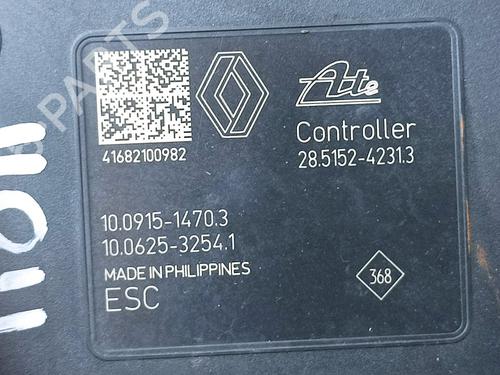 Ate
41682100982
Controller
28.5152-4231.3
10.0915-1470.3
10.0625-3254.1
MADE IN PHILIPPINES
ESC
368
PARTS